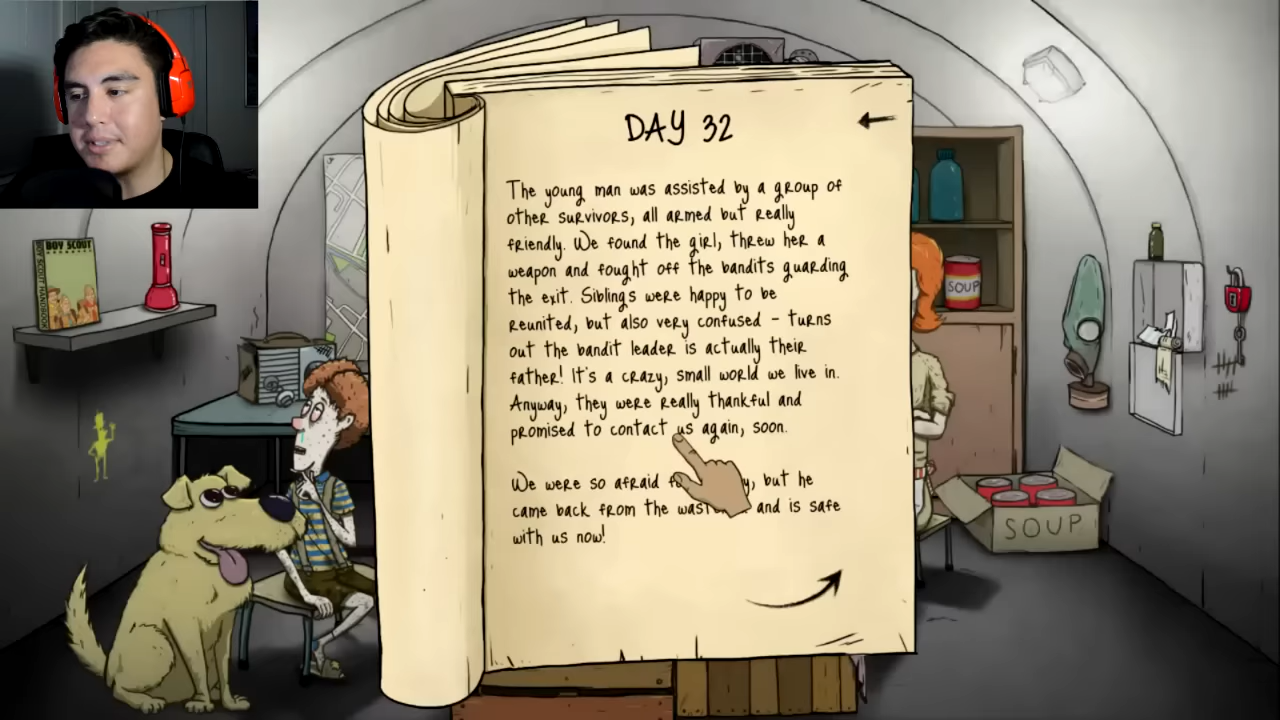 DAY 32
The young man was assisted by a group of
other survivors, all armed but really
friendly. We found the girl, threw her a
weapon and fought off the bandits guarding
the exit. Siblings were happy to be
reunited, but also very confused - turns
out the bandit leader is actually their
father! It's a crazy, small world we live in.
Anyway, they were really thankful and
promised to contact us again, soon.
We were so afraid but he
came back from the and is safe
with us now!
BOY SCOUT
BOY SCOUT HANDBOOK
SOUP
SOUP